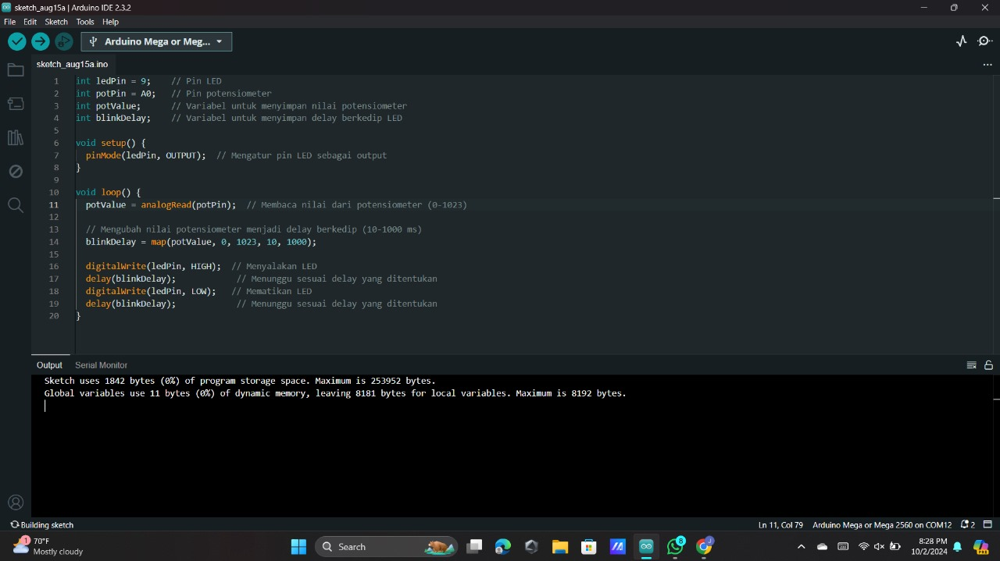 sketch_aug15a | Arduino IDE 2.3.2
File Edit Sketch Tools Help
Arduino Mega or Meg...
sketch_aug15a.ino
1 int ledPin = 9; // Pin LED
2 int potPin = A0; // Pin potensiometer
3 int potValue; // Variabel untuk menyimpan nilai potensiometer
4 int blinkDelay; // Variabel untuk menyimpan delay berkedip LED
5
6 void setup() {
7 pinMode(ledPin, OUTPUT); // Mengatur pin LED sebagai output
8 }
9
10 void loop() {
11 potValue = analogRead(potPin); // Membaca nilai dari potensiometer (0-1023)
12
13 // Mengubah nilai potensiometer menjadi delay berkedip (10-1000 ms)
14 blinkDelay = map(potValue, 0, 1023, 10, 1000);
15
16 digitalWrite(ledPin, HIGH); // Menyalakan LED
17 delay(blinkDelay); // Menunggu sesuai delay yang ditentukan
18 digitalWrite(ledPin, LOW); // Mematikan LED
19 delay(blinkDelay); // Menunggu sesuai delay yang ditentukan
20 }
Output Serial Monitor
Sketch uses 1842 bytes (0%) of program storage space. Maximum is 253952 bytes.
Global variables use 11 bytes (0%) of dynamic memory, leaving 8181 bytes for local variables. Maximum is 8192 bytes.
Building sketch Ln 11, Col 79 Arduino Mega or Mega 2560 on COM12 2
1 70°F
Mostly cloudy
Search
8
J
8:28 PM
10/2/2024
PRE